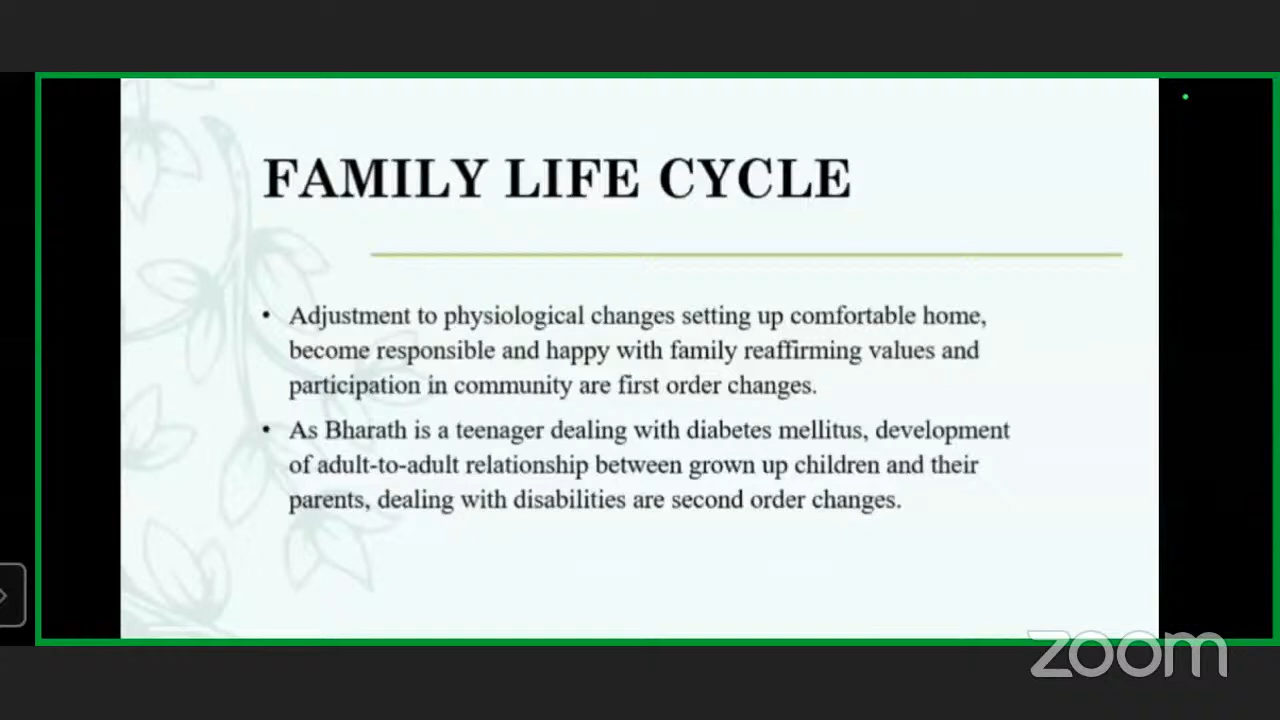 FAMILY LIFE CYCLE
• Adjustment to physiological changes setting up comfortable home,
become responsible and happy with family reaffirming values and
participation in community are first order changes.
• As Bharath is a teenager dealing with diabetes mellitus, development
of adult-to-adult relationship between grown up children and their
parents, dealing with disabilities are second order changes.
zoom